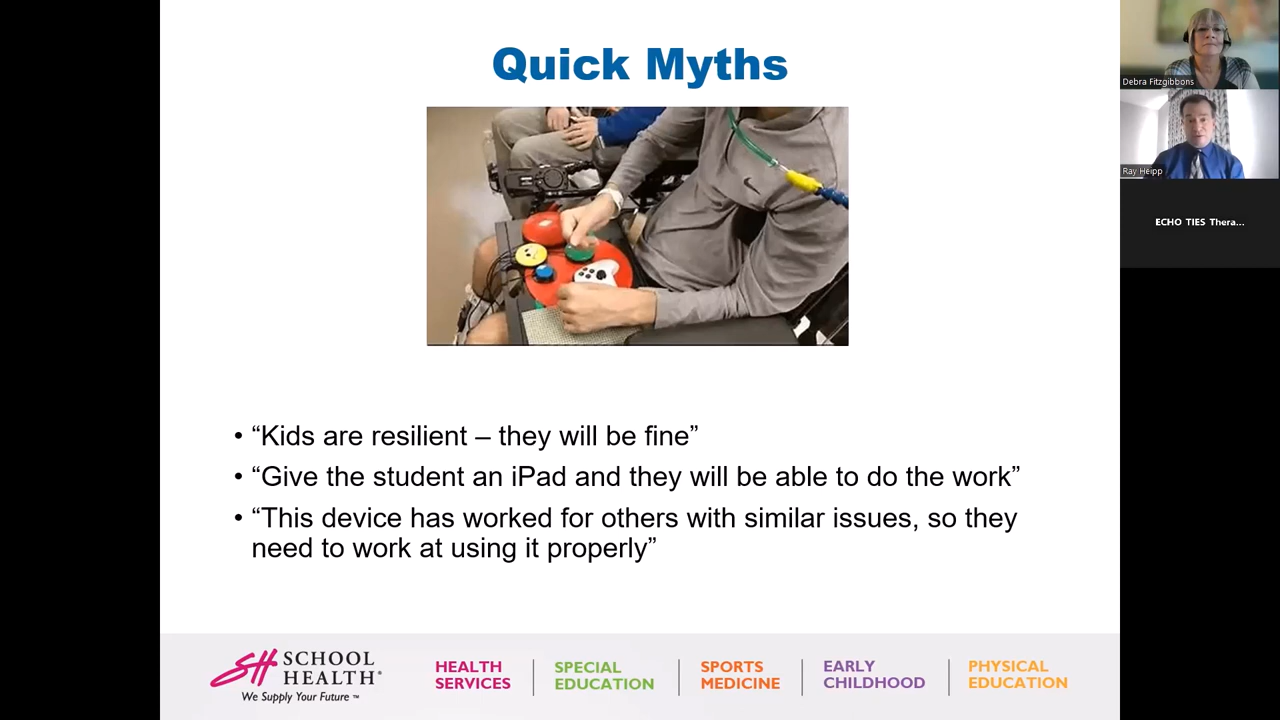 Quick Myths
• “Kids are resilient – they will be fine”
• “Give the student an iPad and they will be able to do the work”
• “This device has worked for others with similar issues, so they
need to work at using it properly”
SH SCHOOL
HEALTH®
We Supply Your Future ™
HEALTH
SERVICES
SPECIAL
EDUCATION
SPORTS
MEDICINE
EARLY
CHILDHOOD
PHYSICAL
EDUCATION
Debra Fitzgibbons
Ray Heipp
ECHO TIES Thera...